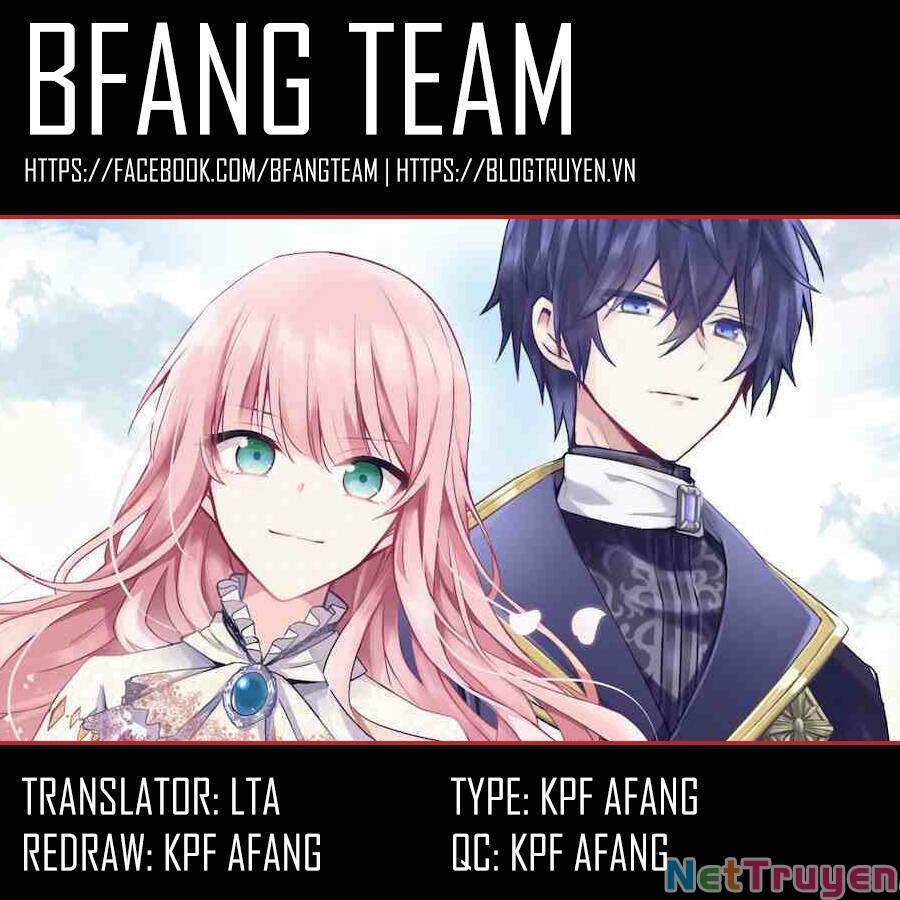 BFANG TEAM
HTTPS://FACEBOOK.COM/BFANGTEAM | HTTPS://BLOGTRUYEN.VN
TRANSLATOR: LTA
TYPE: KPF AFANG
REDRAW: KPF AFANG
QC: KPF AFANG
NetTruyen